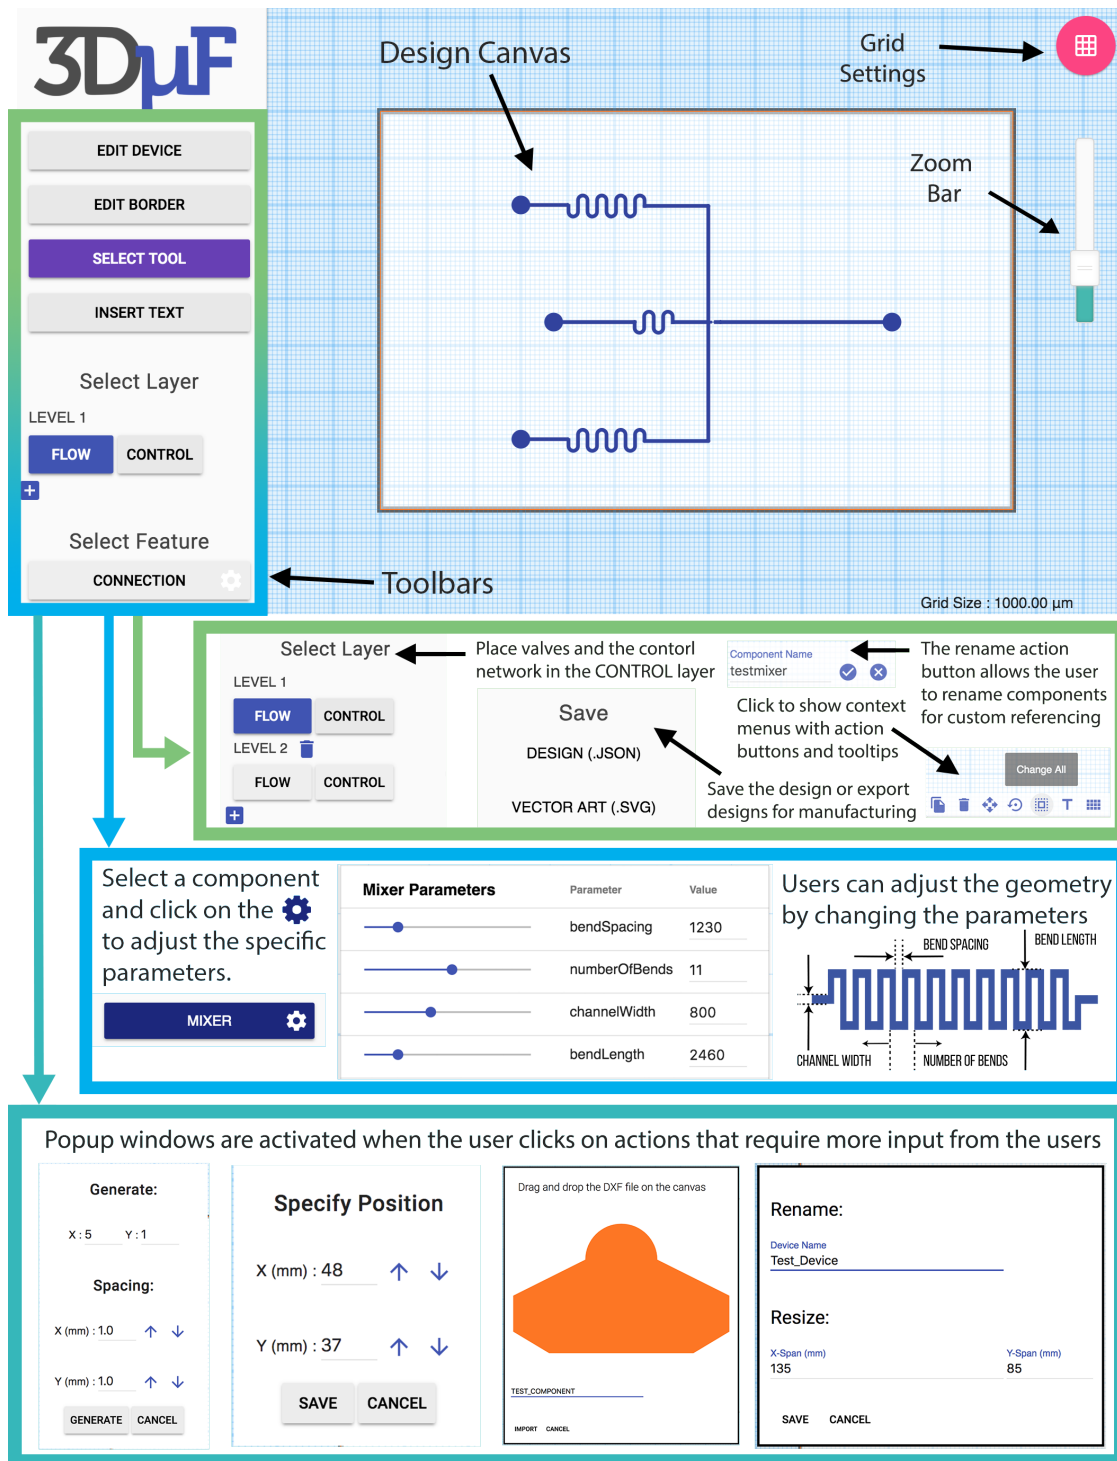 3DμF
Design Canvas
Grid
Settings
EDIT DEVICE
EDIT BORDER
SELECT TOOL
INSERT TEXT
Zoom
Bar
Select Layer
LEVEL 1
FLOW
CONTROL
+
Select Feature
CONNECTION
Toolbars
Grid Size : 1000.00 μm
Select Layer
LEVEL 1
FLOW
CONTROL
LEVEL 2
FLOW
CONTROL
+
Place valves and the contorl
network in the CONTROL layer
Save
DESIGN (.JSON)
VECTOR ART (.SVG)
Component Name
testmixer
The rename action
button allows the user
to rename components
for custom referencing
Click to show context
menus with action
buttons and tooltips
Save the design or export
designs for manufacturing
Change All
T
Select a component
and click on the
to adjust the specific
parameters.
MIXER
Mixer Parameters Parameter Value
bendSpacing 1230
numberOfBends 11
channelWidth 800
bendLength 2460
Users can adjust the geometry
by changing the parameters
BEND SPACING
BEND LENGTH
CHANNEL WIDTH
NUMBER OF BENDS
Popup windows are activated when the user clicks on actions that require more input from the users
Generate:
X : 5 Y : 1
Spacing:
X (mm) : 1.0
Y (mm) : 1.0
GENERATE CANCEL
Specify Position
X (mm) : 48
Y (mm) : 37
SAVE CANCEL
Drag and drop the DXF file on the canvas
TEST_COMPONENT
IMPORT CANCEL
Rename:
Device Name
Test_Device
Resize:
X-Span (mm) Y-Span (mm)
135 85
SAVE CANCEL